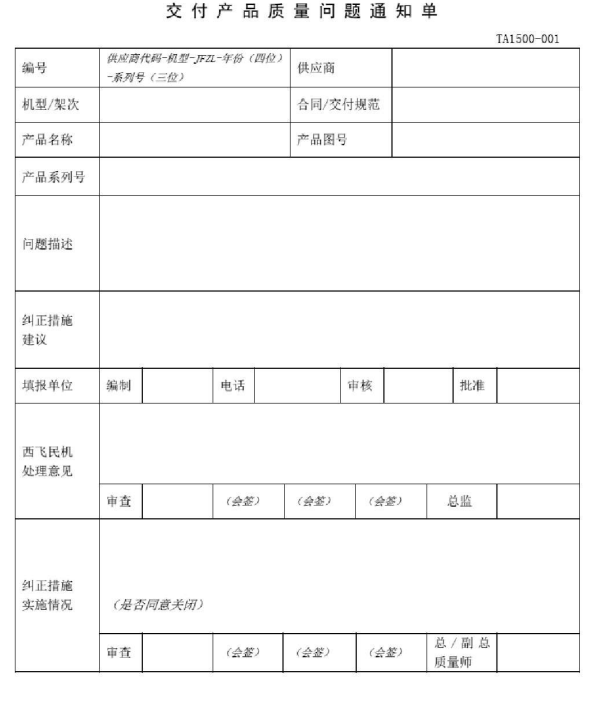 交付产品质量问题通知单
TA1500-001
编号
供应商代码-机型-JFZL-年份（四位）
-系列号（三位）
供应商
机型/架次
合同/交付规范
产品名称
产品图号
产品系列号
问题描述
纠正措施
建议
填报单位
编制
电话
审核
批准
西飞民机
处理意见
审查
（会签）
（会签）
（会签）
总监
纠正措施
实施情况
（是否同意关闭）
审查
（会签）
（会签）
（会签）
总/副总
质量师